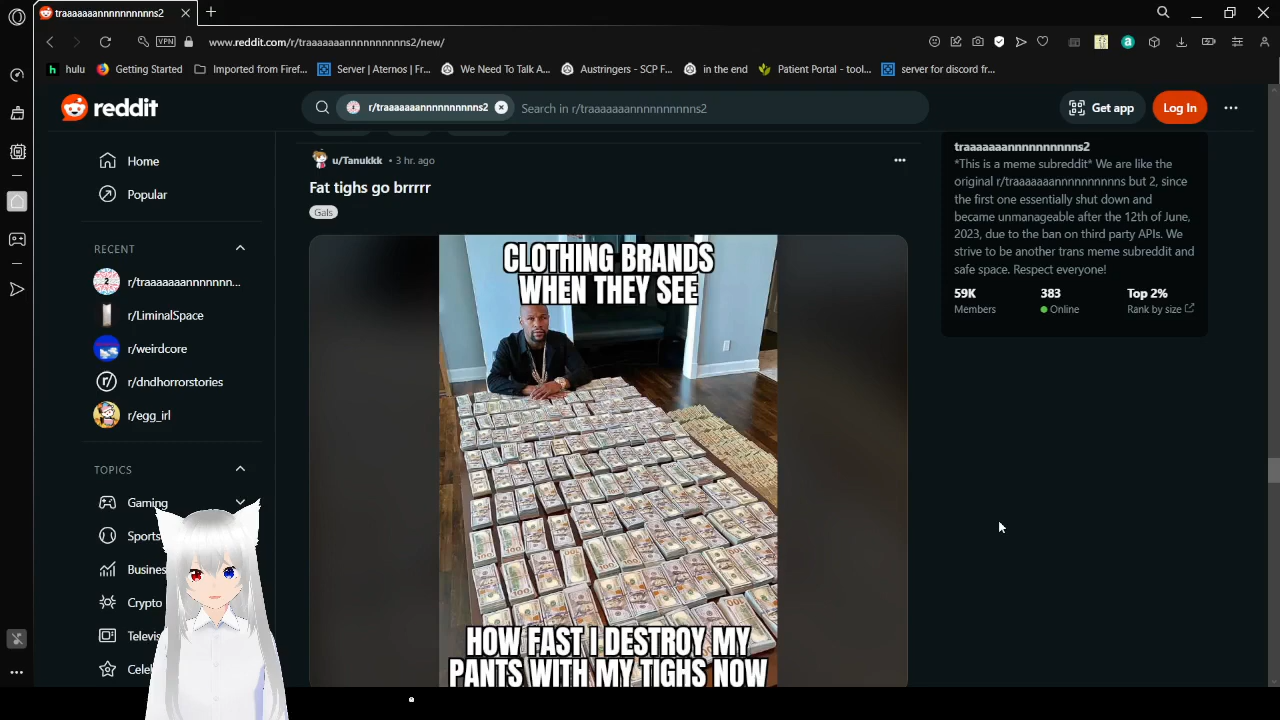 traaaaaaannnnnnnnnns2
VPN
www.reddit.com/r/traaaaaaannnnnnnnnns2/new/
hulu
Getting Started
Imported from Firef...
Server | Aternos | Fr...
We Need To Talk A...
Austringers - SCP F...
in the end
Patient Portal - tool...
server for discord fr...
reddit
r/traaaaaaannnnnnnnnns2
Search in r/traaaaaaannnnnnnnnns2
Get app
Log In
Home
Popular
RECENT
r/traaaaaaannnnnnn...
r/LiminalSpace
r/weirdcore
r/dndhorrorstories
r/egg_irl
TOPICS
Gaming
Sports
Busines
Crypto
Televis
Celeb
u/Tanukkk • 3 hr. ago
Fat tighs go brrrrr
Gals
CLOTHING BRANDS
WHEN THEY SEE
HOW FAST I DESTROY MY
PANTS WITH MY TIGHS NOW
traaaaaaannnnnnnnnns2
*This is a meme subreddit* We are like the
original r/traaaaaaannnnnnnnnns but 2, since
the first one essentially shut down and
became unmanageable after the 12th of June,
2023, due to the ban on third party APIs. We
strive to be another trans meme subreddit and
safe space. Respect everyone!
59K
Members
383
Online
Top 2%
Rank by size